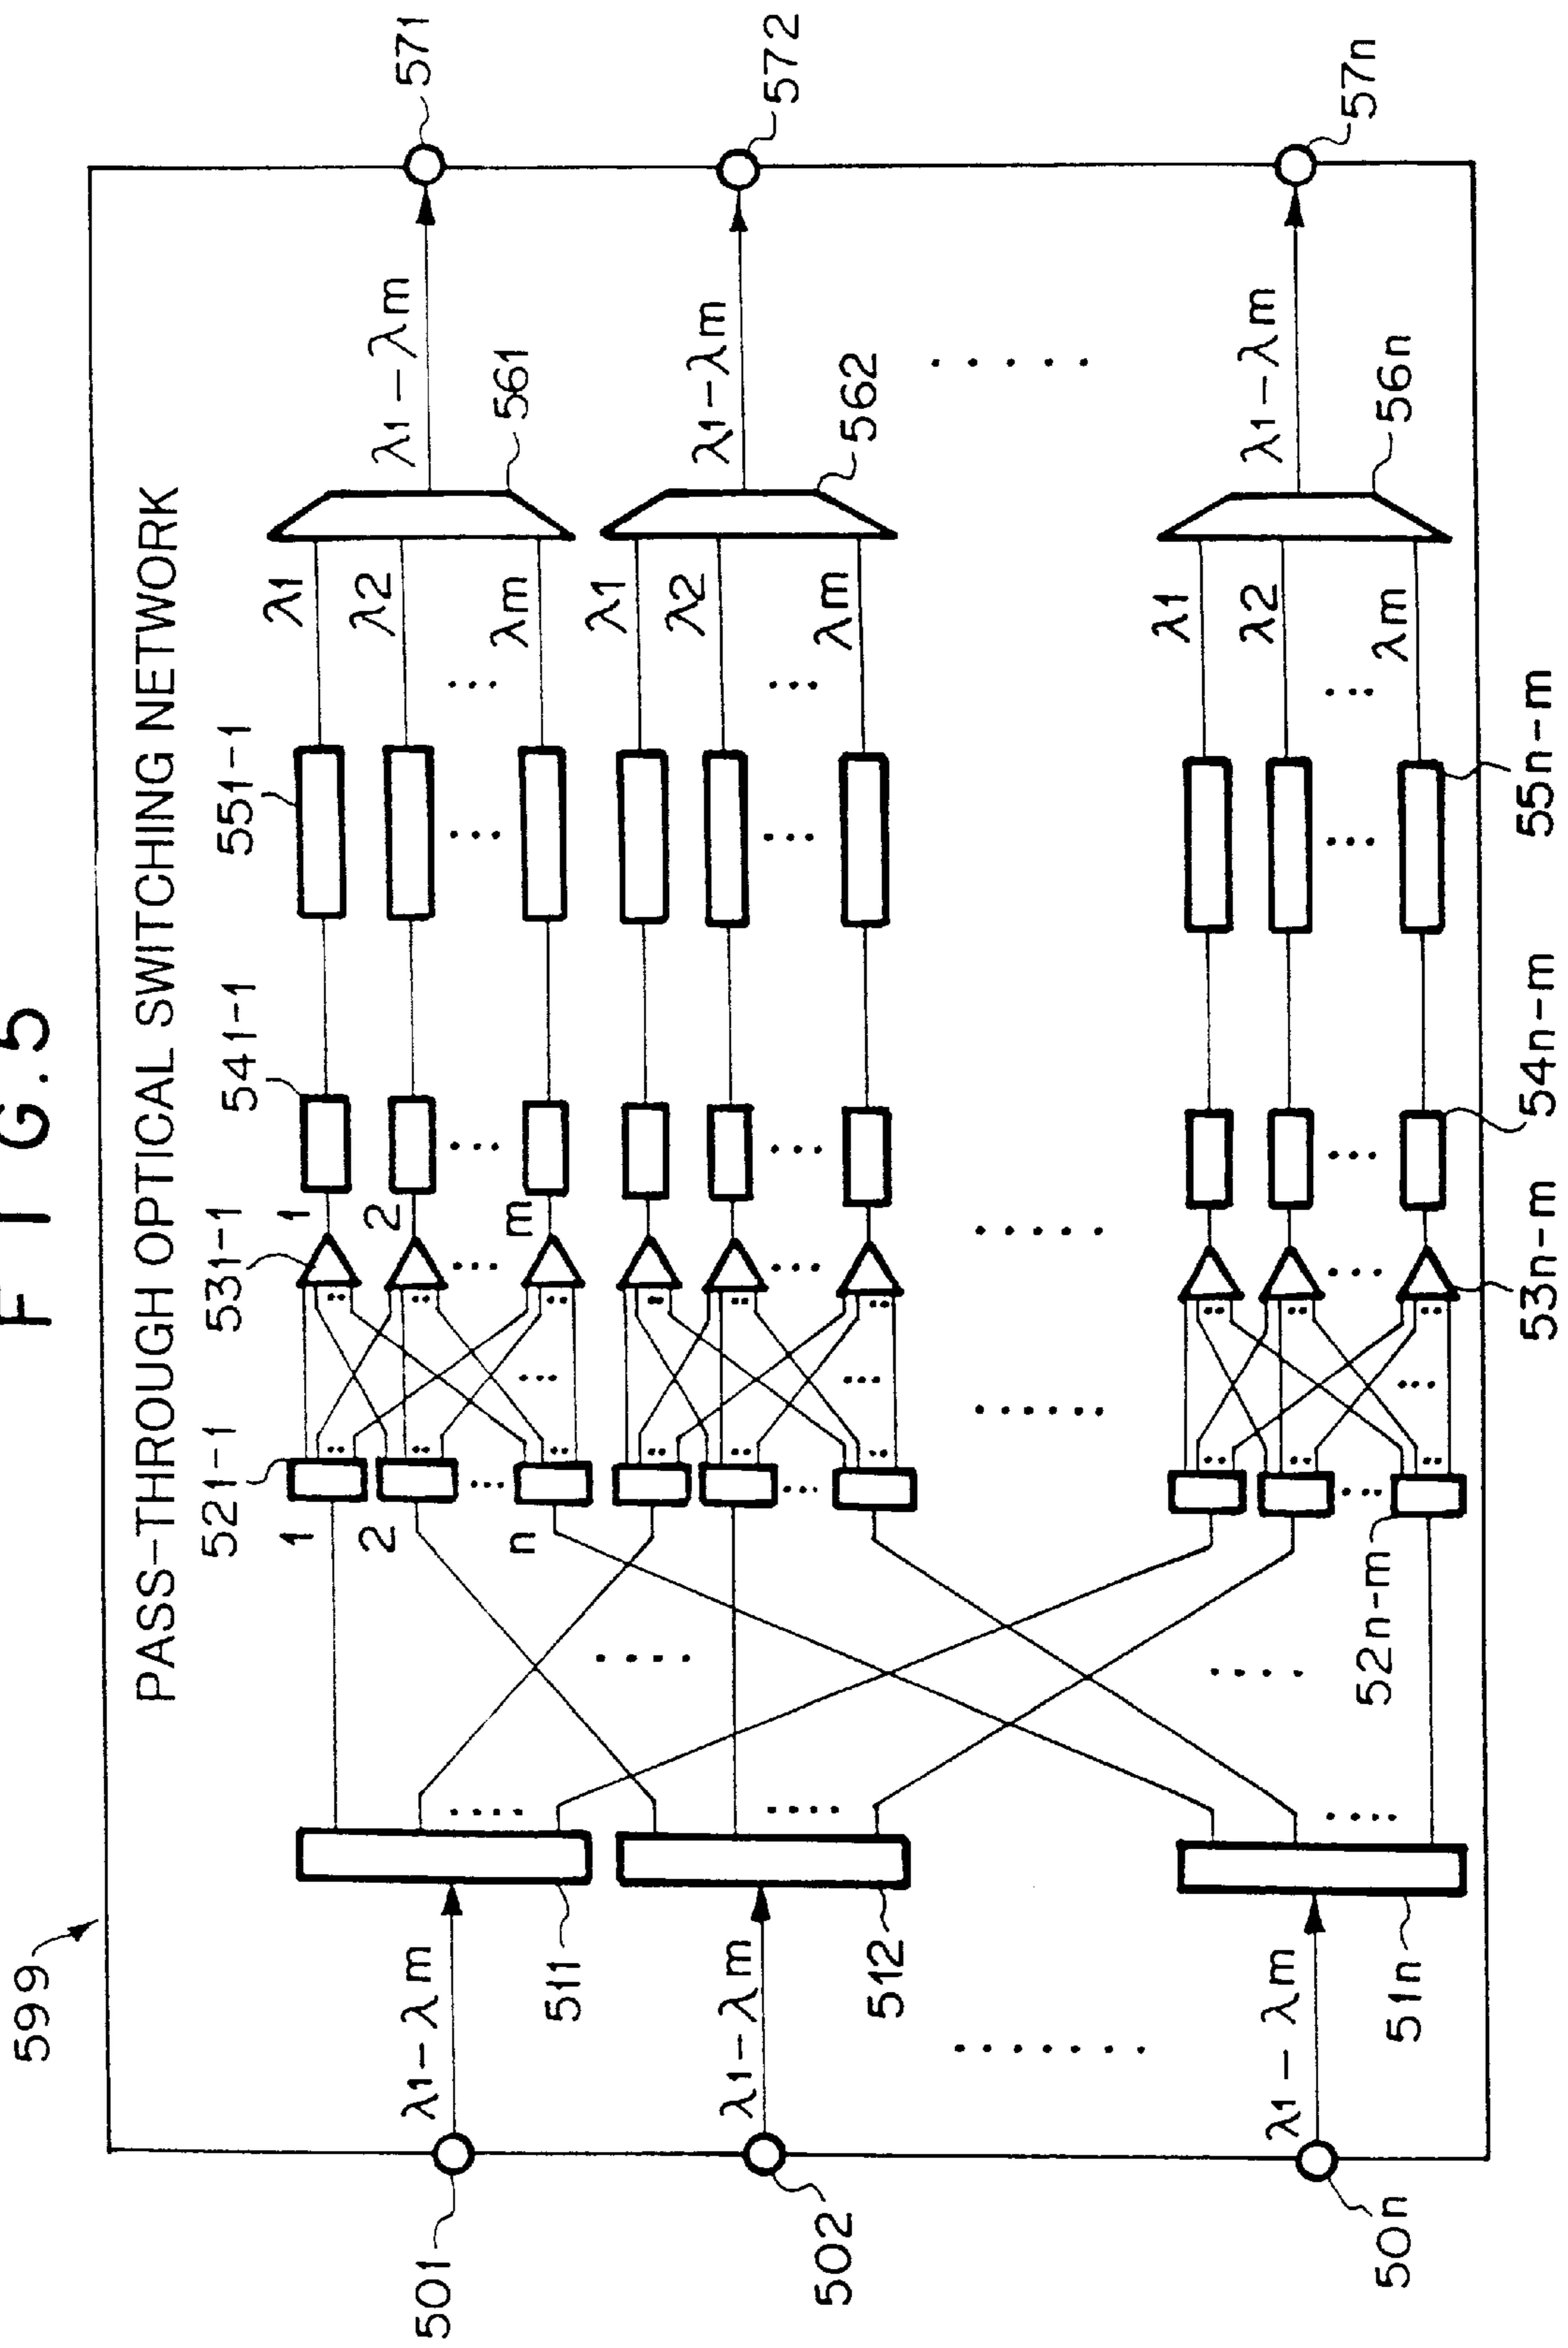 FIG.5
599
PASS-THROUGH OPTICAL SWITCHING NETWORK
521-1 531-1 541-1 551-1
501 λ1-λm 511 1 1 λ1 561 λ1-λm 571
2 2 λ2
n m λm
502 λ1-λm 512 λ1 562 λ1-λm 572
λ2
λm
50n λ1-λm 51n λ1 56n λ1-λm 57n
λ2
52n-m λm
53n-m 54n-m 55n-m